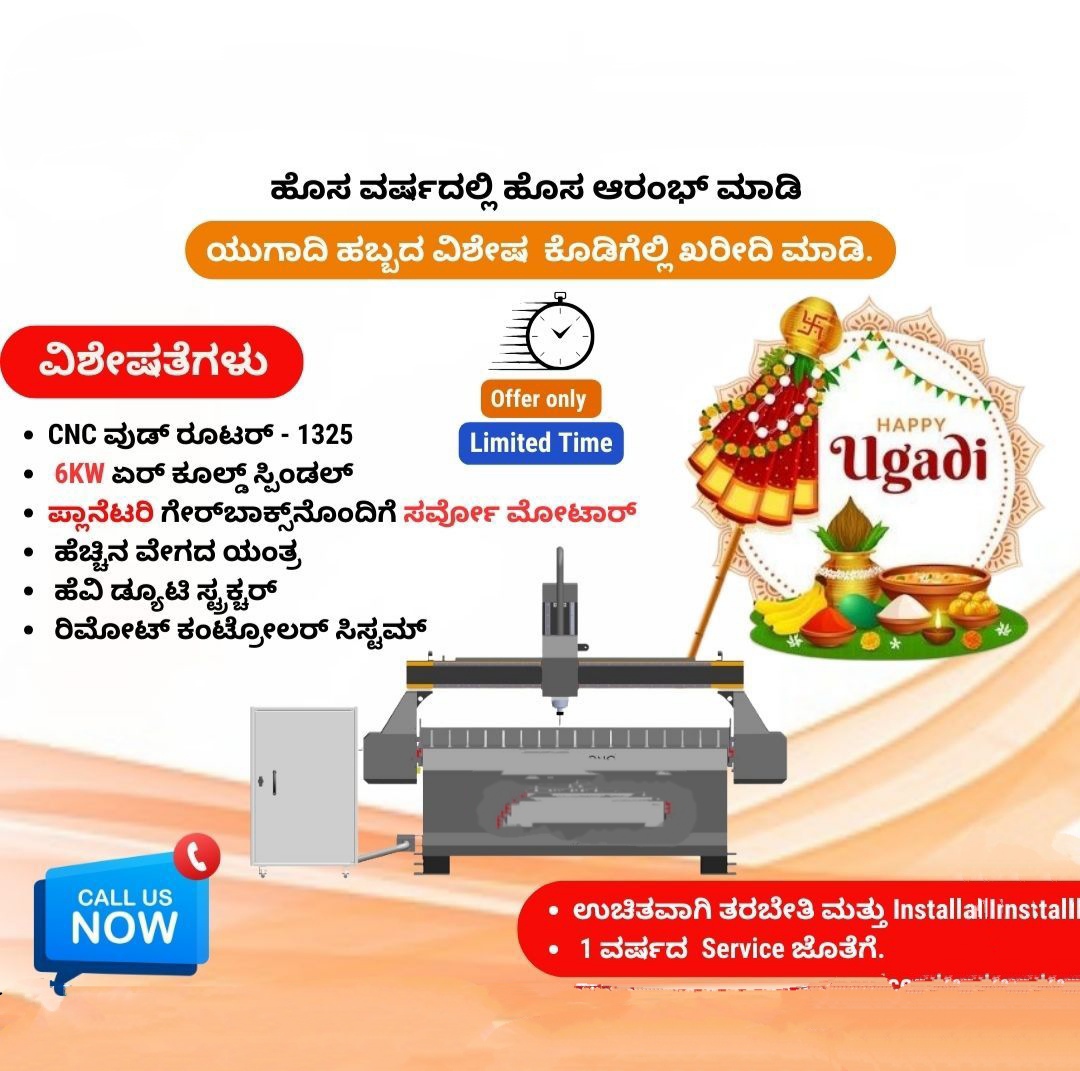 ಹೊಸ ವರ್ಷದಲ್ಲಿ ಹೊಸ ಆರಂಭ್ ಮಾಡಿ
ಯುಗಾದಿ ಹಬ್ಬದ ವಿಶೇಷ ಕೊಡಿಗೆಲ್ಲಿ ಖರೀದಿ ಮಾಡಿ.
ವಿಶೇಷತೆಗಳು
Offer only
Limited Time
HAPPY
Ugadi
• CNC ವುಡ್ ರೂಟರ್ - 1325
• 6KW ಏರ್ ಕೂಲ್ಡ್ ಸ್ಪಿಂಡಲ್
• ಪ್ಲಾನೆಟರಿ ಗೇರ್‌ಬಾಕ್ಸ್‌ನೊಂದಿಗೆ ಸರ್ವೋ ಮೋಟಾರ್
• ಹೆಚ್ಚಿನ ವೇಗದ ಯಂತ್ರ
• ಹೆವಿ ಡ್ಯೂಟಿ ಸ್ಟ್ರಕ್ಚರ್
• ರಿಮೋಟ್ ಕಂಟ್ರೋಲರ್ ಸಿಸ್ಟಮ್
CALL US
NOW
• ಉಚಿತವಾಗಿ ತರಬೇತಿ ಮತ್ತು
• 1 ವರ್ಷದ Service ಜೊತೆಗೆ.